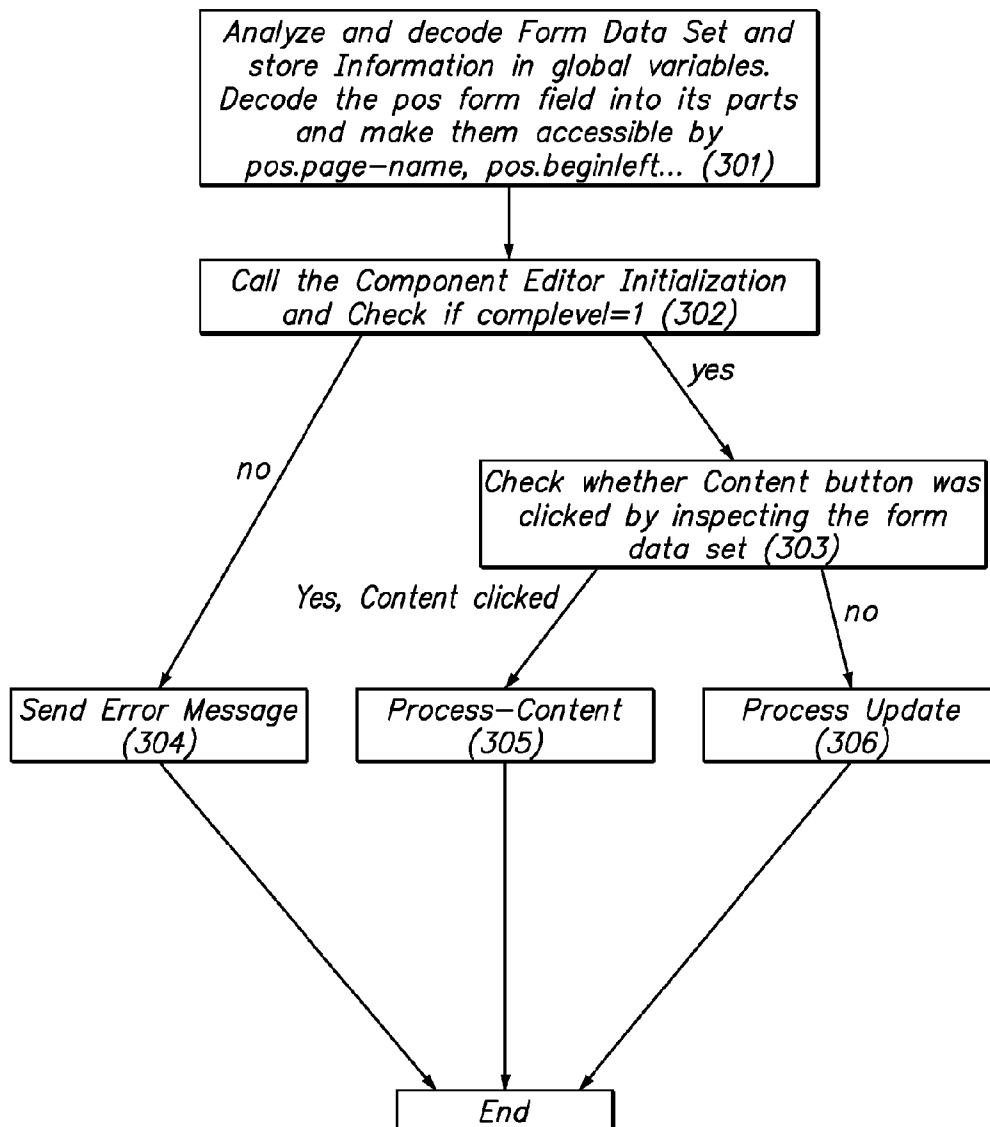 Analyze and decode Form Data Set and
store Information in global variables.
Decode the pos form field into its parts
and make them accessible by
pos.page-name, pos.beginleft... (301)
Call the Component Editor Initialization
and Check if complevel=1 (302)
yes
no
Check whether Content button was
clicked by inspecting the form
data set (303)
Yes, Content clicked
no
Send Error Message
(304)
Process-Content
(305)
Process Update
(306)
End